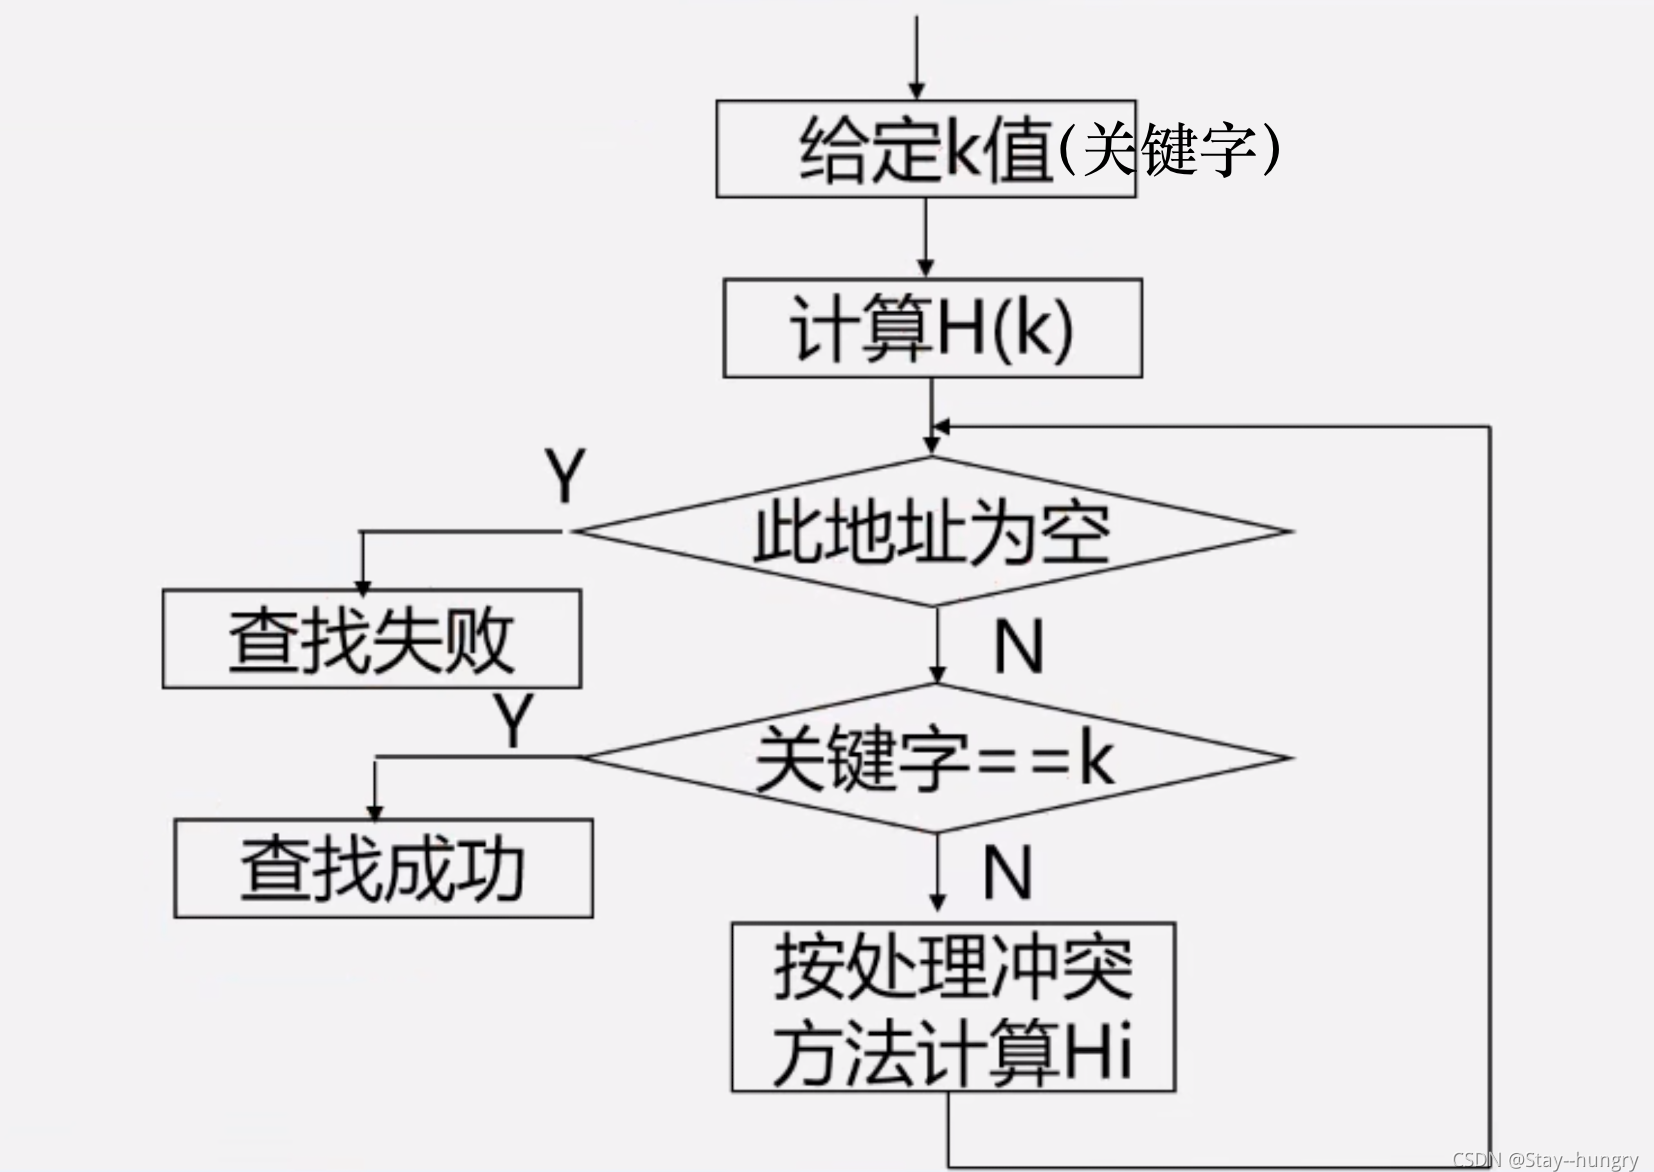 给定k值(关键字)
计算H(k)
Y
此地址为空
查找失败
N
Y
关键字==k
查找成功
N
按处理冲突
方法计算Hi
CSDN @Stay--hungry